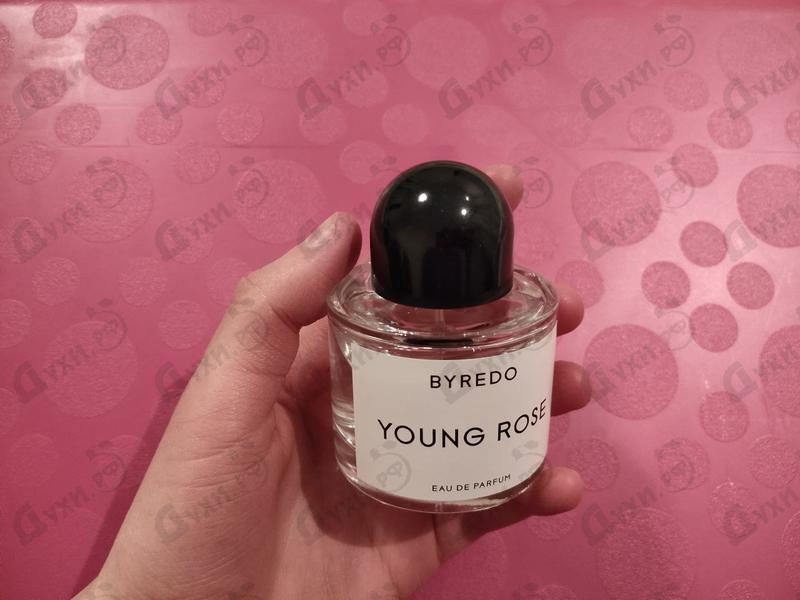 BYREDO
YOUNG ROSE
EAU DE PARFUM
Духи.рф